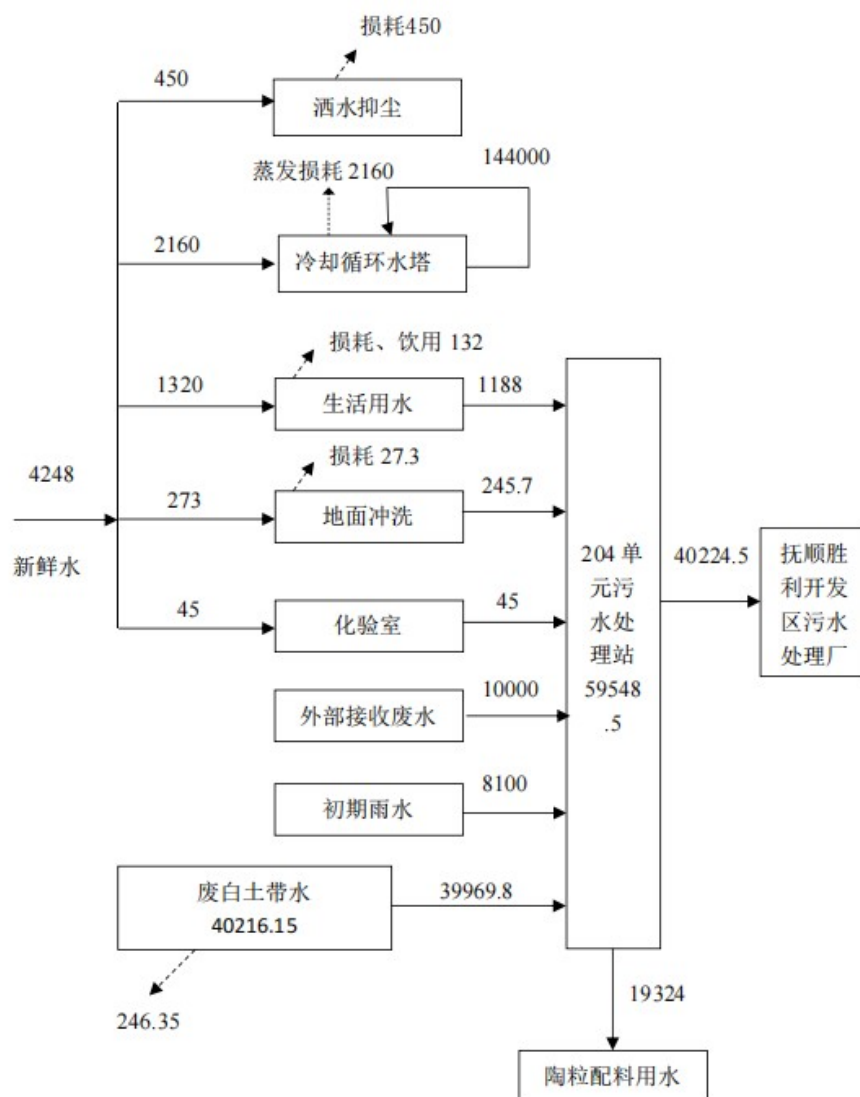 损耗450
450
洒水抑尘
蒸发损耗 2160
144000
2160
冷却循环水塔
损耗、饮用 132
1320
生活用水
1188
损耗 27.3
4248
273
地面冲洗
245.7
新鲜水
45
化验室
45
外部接收废水
10000
初期雨水
8100
废白土带水
40216.15
39969.8
246.35
204 单
元污
水处
理站
59548
.5
40224.5
抚顺胜
利开发
区污水
处理厂
19324
陶粒配料用水